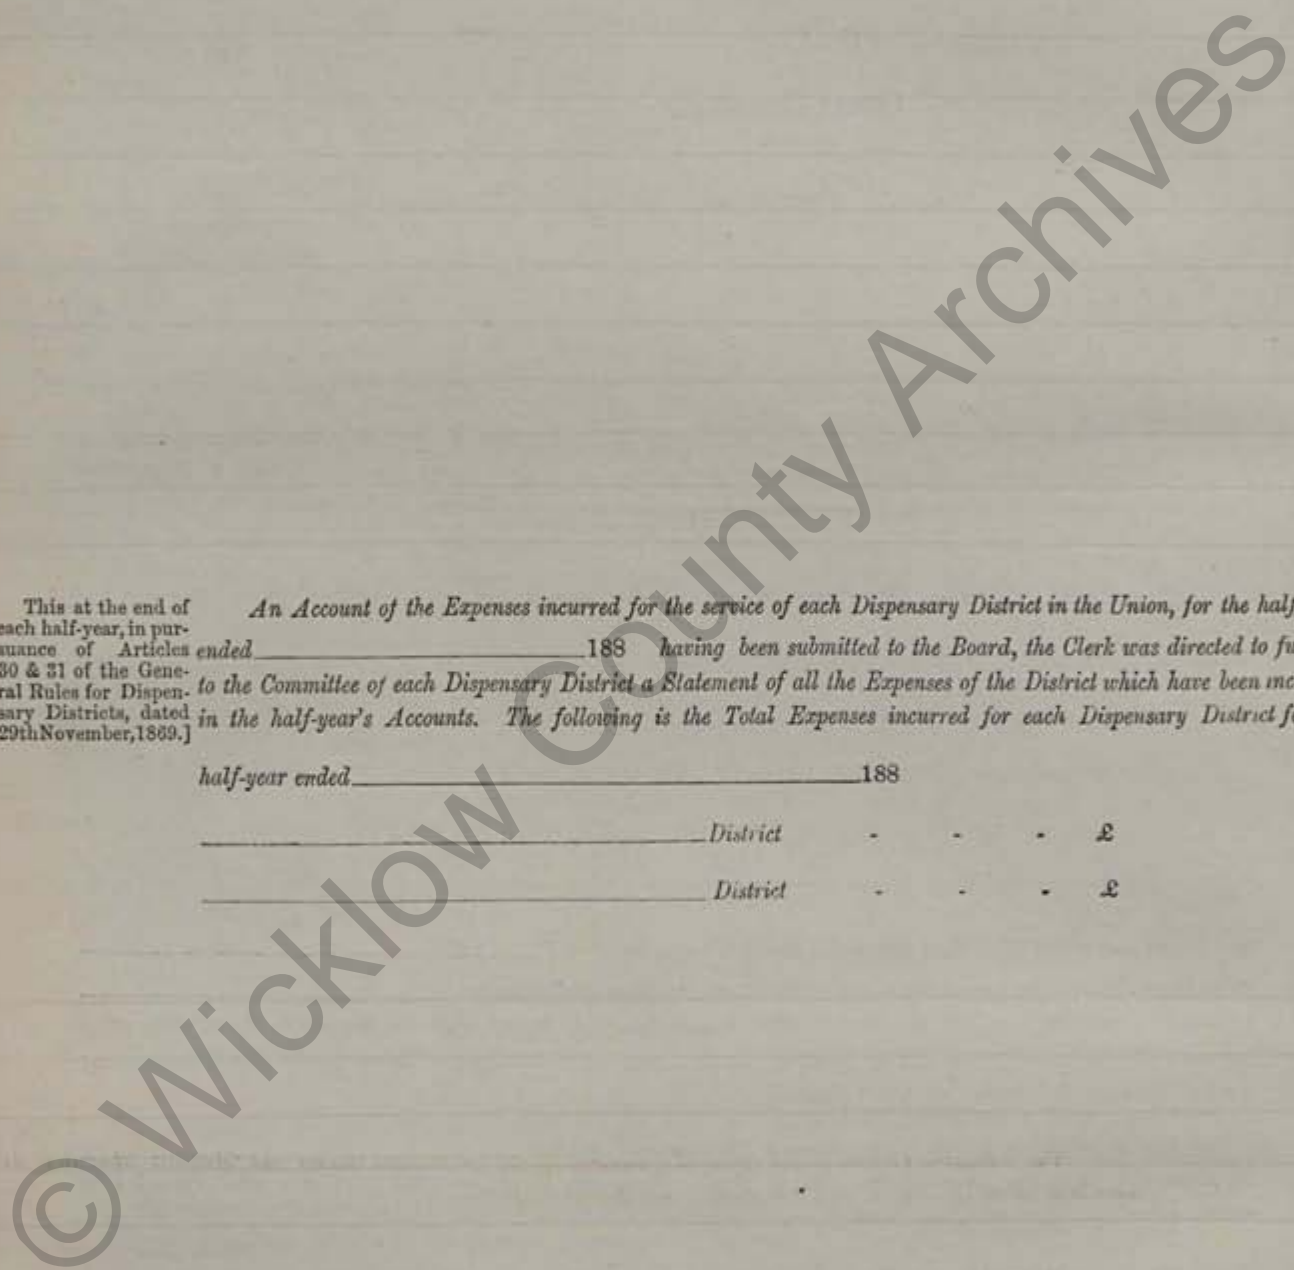 This at the end of
each half-year, in pur-
suance of Articles
30 & 31 of the Gene-
ral Rules for Dispen-
sary Districts, dated
29thNovember,1869.]
An Account of the Expenses incurred for the service of each Dispensary District in the Union, for the half
ended 188 having been submitted to the Board, the Clerk was directed to fu
to the Committee of each Dispensary District a Statement of all the Expenses of the District which have been inc
in the half-year's Accounts. The following is the Total Expenses incurred for each Dispensary District fo
half-year ended 188
District - - - £
District - - - £
© Wicklow County Archives